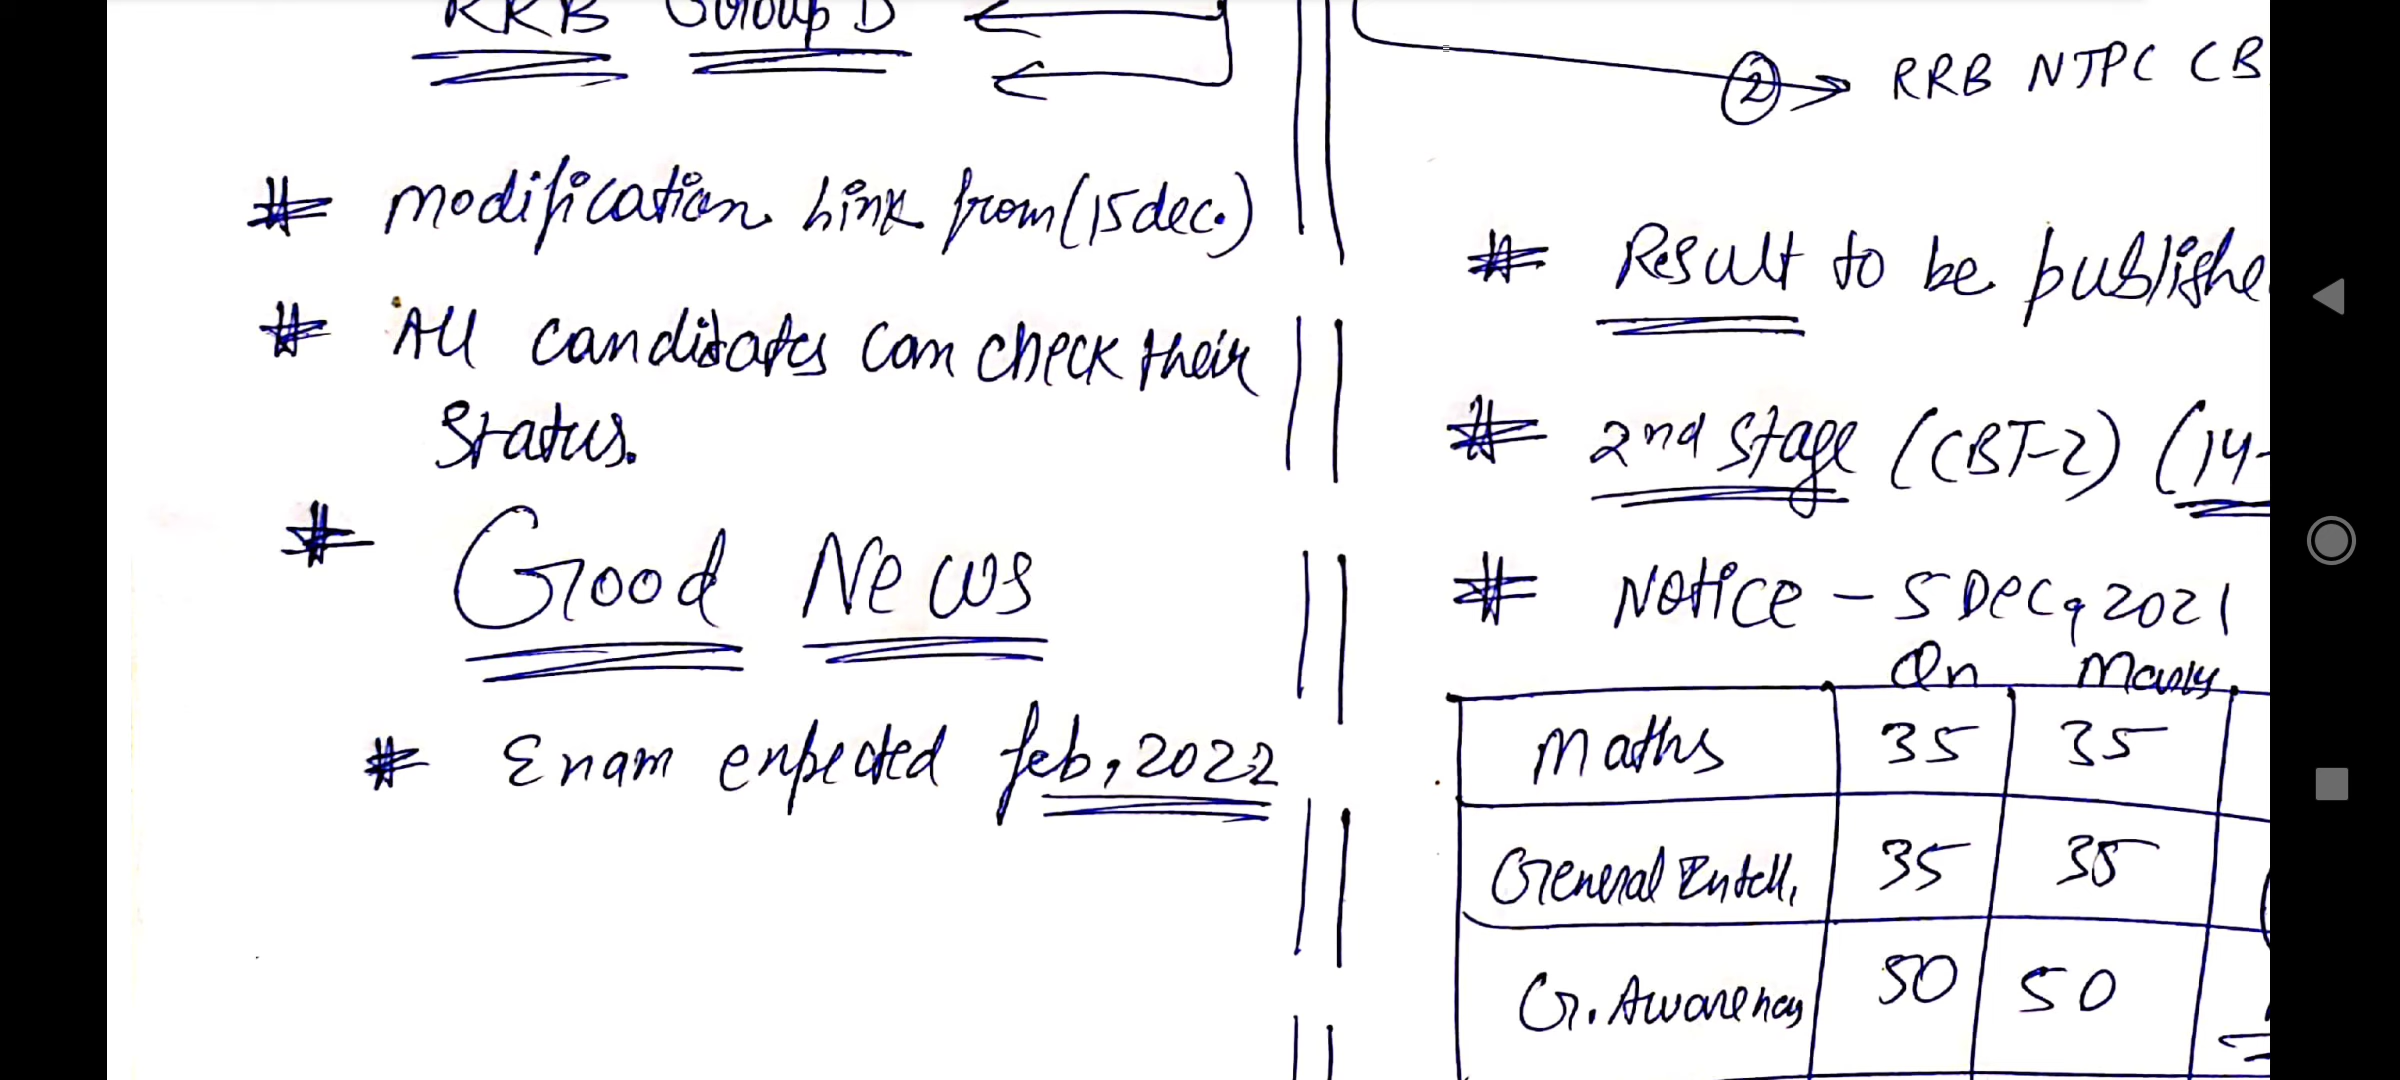 RRB Group D
# modification Link from (15 dec.)
# All candidates can check their
Status.
# Good News
# Exam expected feb, 2022
② → RRB NTPC CB
# Result to be publishe
# 2nd Stage (CBT-2) (14-
# Notice - 5 Dec, 2021
Qn Marks
Maths 35 35
General Intell. 35 35
G. Awareness 50 50